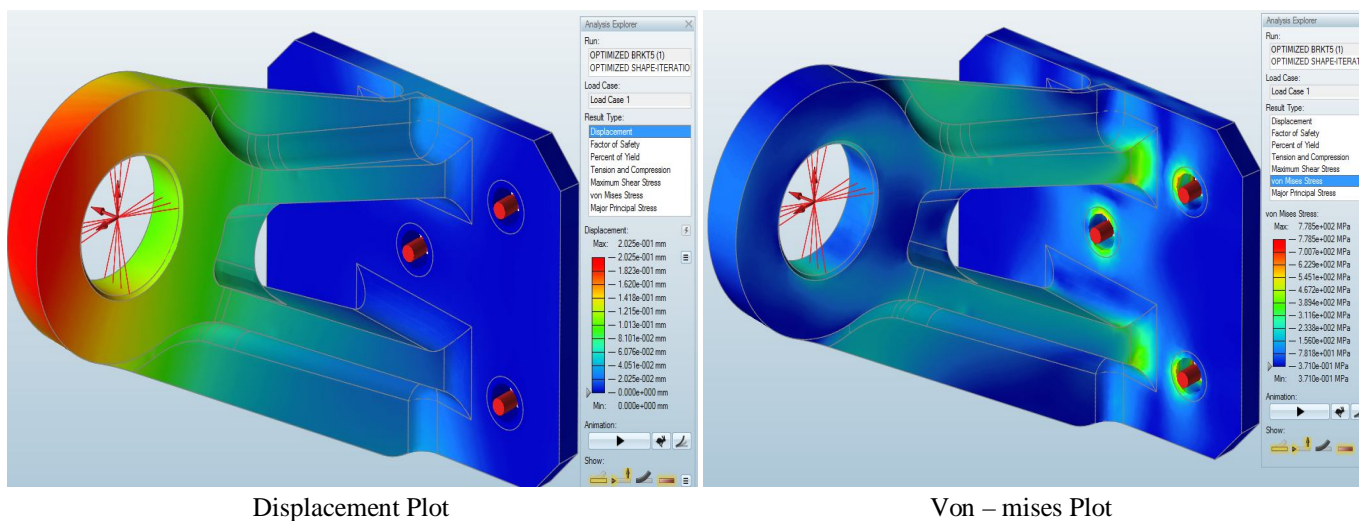 Analysis Explorer
Run:
OPTIMIZED BRKT5 (1)
OPTIMIZED SHAPE-ITERATIO
Load Case:
Load Case 1
Result Type:
Displacement
Factor of Safety
Percent of Yield
Tension and Compression
Maximum Shear Stress
von Mises Stress
Major Principal Stress
Displacement:
Max: 2.025e-001 mm
2.025e-001 mm
1.823e-001 mm
1.620e-001 mm
1.418e-001 mm
1.215e-001 mm
1.013e-001 mm
8.101e-002 mm
6.076e-002 mm
4.051e-002 mm
2.025e-002 mm
0.000e+000 mm
Min: 0.000e+000 mm
Animation:
Show:
Displacement Plot
Analysis Explorer
Run:
OPTIMIZED BRKT5 (1)
OPTIMIZED SHAPE-ITERATIO
Load Case:
Load Case 1
Result Type:
Displacement
Factor of Safety
Percent of Yield
Tension and Compression
Maximum Shear Stress
von Mises Stress
Major Principal Stress
von Mises Stress:
Max: 7.785e+002 MPa
7.785e+002 MPa
7.007e+002 MPa
6.229e+002 MPa
5.451e+002 MPa
4.672e+002 MPa
3.894e+002 MPa
3.116e+002 MPa
2.338e+002 MPa
1.560e+002 MPa
7.818e+001 MPa
3.710e-001 MPa
Min: 3.710e-001 MPa
Animation:
Show:
Von – mises Plot